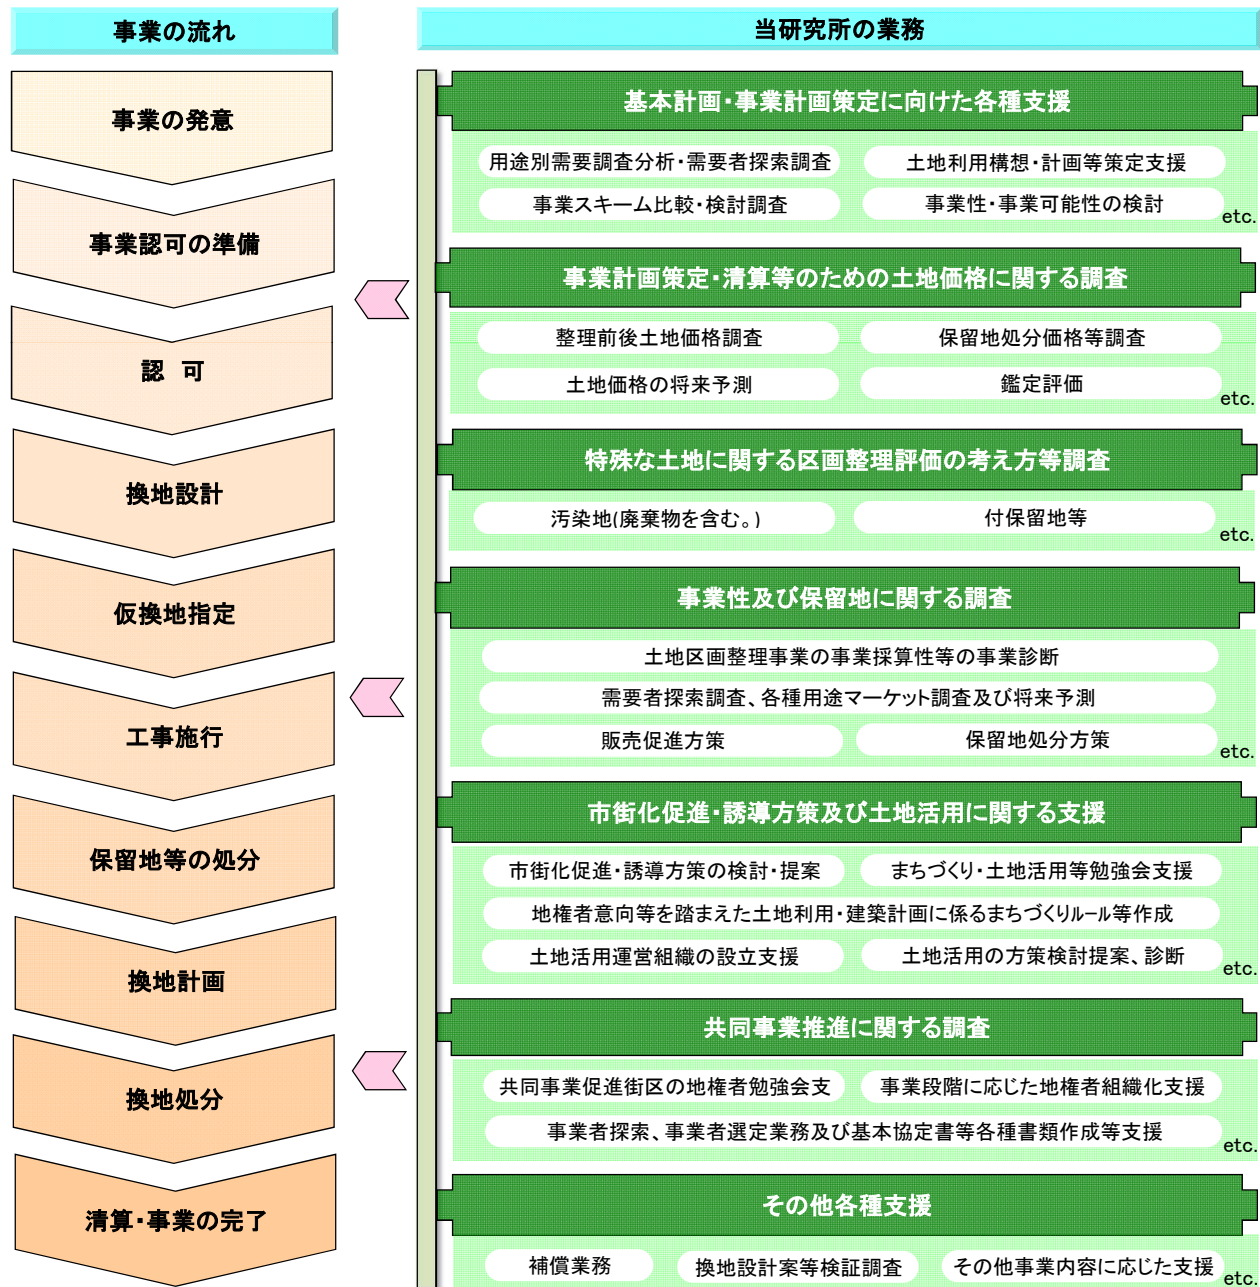 事業の流れ
事業の発意
事業認可の準備
認 可
換地設計
仮換地指定
工事施行
保留地等の処分
換地計画
換地処分
清算・事業の完了
当研究所の業務
基本計画・事業計画策定に向けた各種支援
用途別需要調査分析・需要者探索調査
土地利用構想・計画等策定支援
事業スキーム比較・検討調査
事業性・事業可能性の検討
etc.
事業計画策定・清算等のための土地価格に関する調査
整理前後土地価格調査
保留地処分価格等調査
土地価格の将来予測
鑑定評価
etc.
特殊な土地に関する区画整理評価の考え方等調査
汚染地(廃棄物を含む。)
付保留地等
etc.
事業性及び保留地に関する調査
土地区画整理事業の事業採算性等の事業診断
需要者探索調査、各種用途マーケット調査及び将来予測
販売促進方策
保留地処分方策
etc.
市街化促進・誘導方策及び土地活用に関する支援
市街化促進・誘導方策の検討・提案
まちづくり・土地活用等勉強会支援
地権者意向等を踏まえた土地利用・建築計画に係るまちづくりルール等作成
土地活用運営組織の設立支援
土地活用の方策検討提案、診断
etc.
共同事業推進に関する調査
共同事業促進街区の地権者勉強会支
事業段階に応じた地権者組織化支援
事業者探索、事業者選定業務及び基本協定書等各種書類作成等支援
etc.
その他各種支援
補償業務
換地設計案等検証調査
その他事業内容に応じた支援
etc.